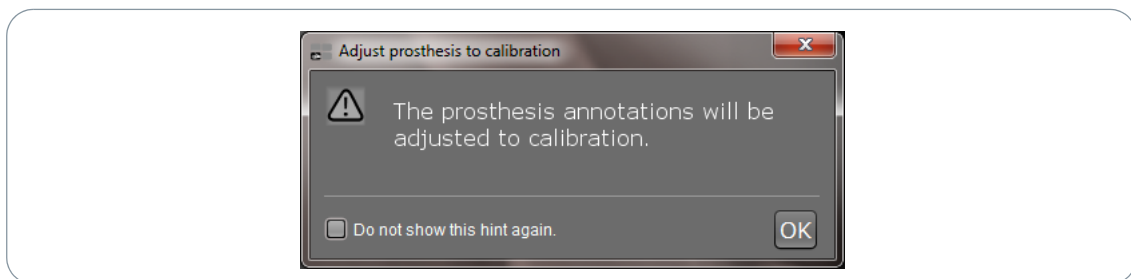 Adjust prosthesis to calibration
The prosthesis annotations will be
adjusted to calibration.
Do not show this hint again.
OK